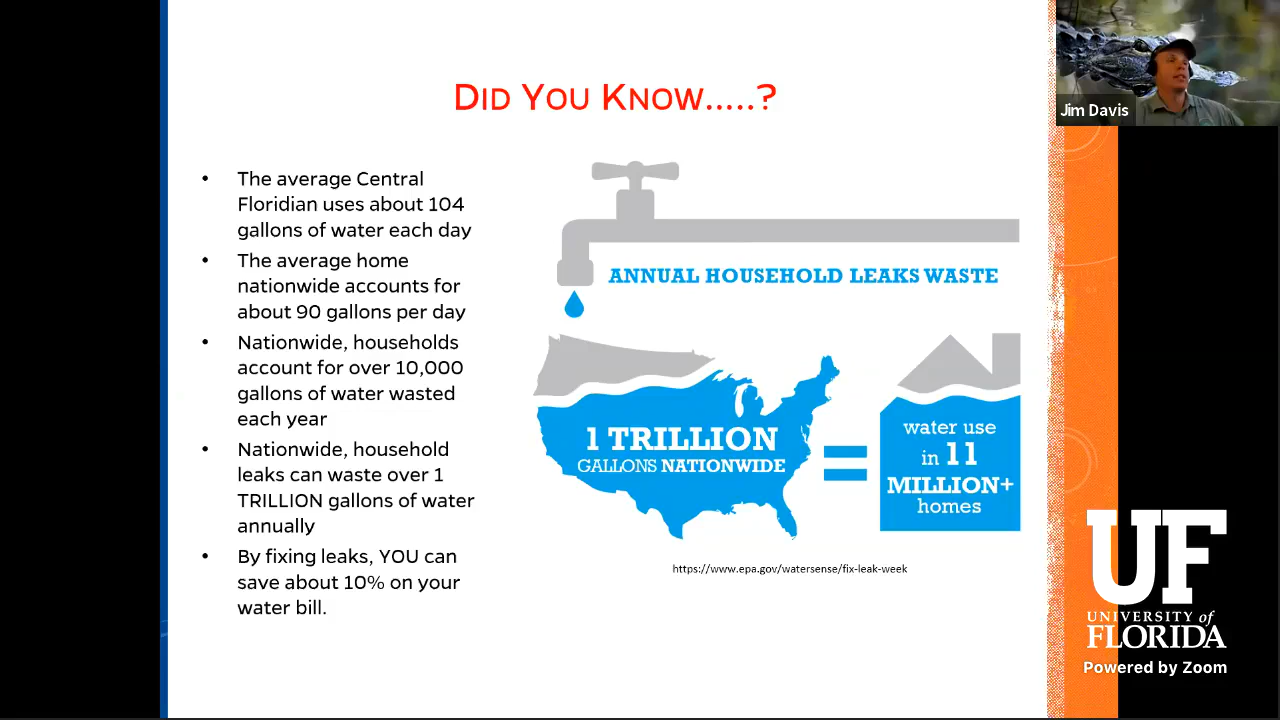 DID YOU KNOW.....?
• The average Central
Floridian uses about 104
gallons of water each day
• The average home
nationwide accounts for
about 90 gallons per day
• Nationwide, households
account for over 10,000
gallons of water wasted
each year
• Nationwide, household
leaks can waste over 1
TRILLION gallons of water
annually
• By fixing leaks, YOU can
save about 10% on your
water bill.
ANNUAL HOUSEHOLD LEAKS WASTE
1 TRILLION
GALLONS NATIONWIDE
=
water use
in 11
MILLION+
homes
https://www.epa.gov/watersense/fix-leak-week
Jim Davis
UF
UNIVERSITY of
FLORIDA
Powered by Zoom